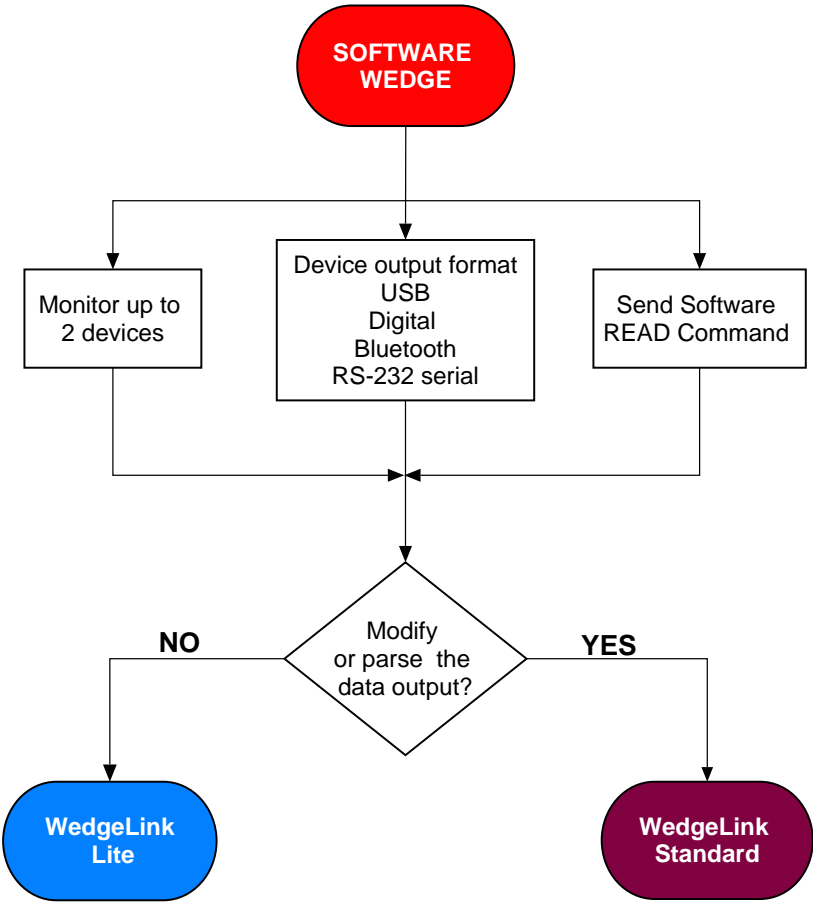 SOFTWARE
WEDGE
Monitor up to
2 devices
Device output format
USB
Digital
Bluetooth
RS-232 serial
Send Software
READ Command
Modify
or parse the
data output?
NO
YES
WedgeLink
Lite
WedgeLink
Standard